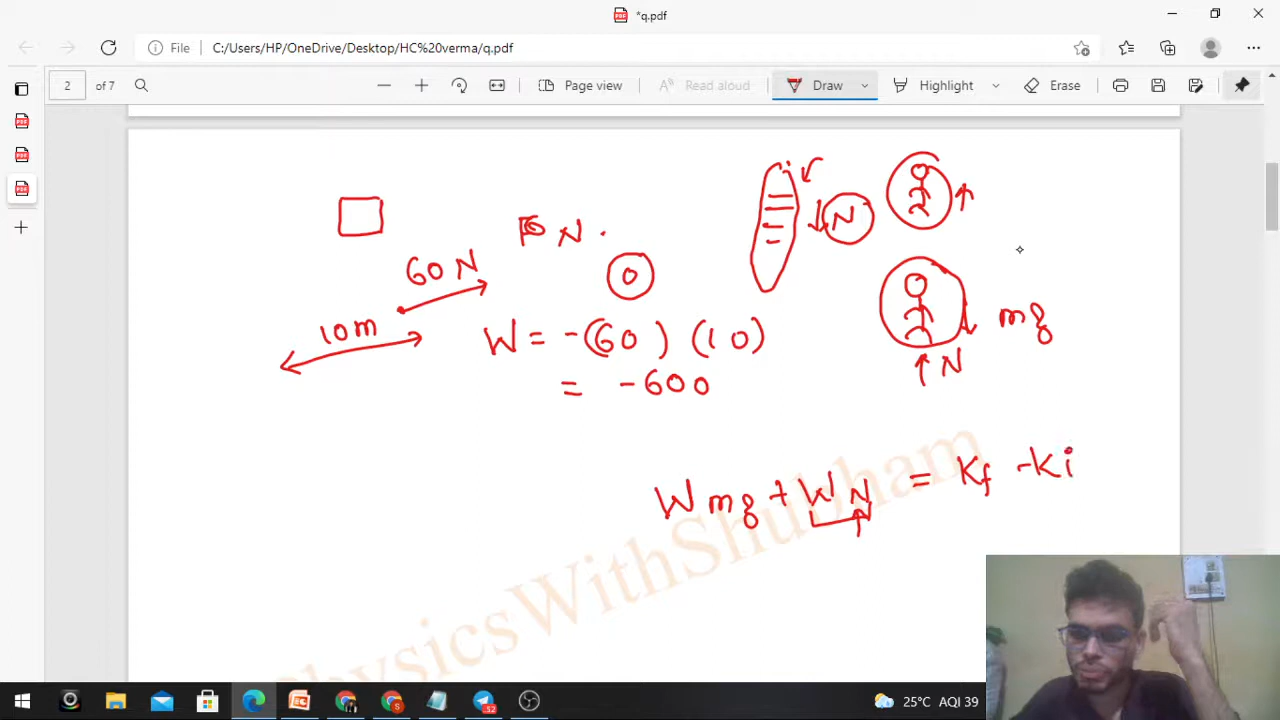 *q.pdf
File C:/Users/HP/OneDrive/Desktop/HC%20verma/q.pdf
2 of 7 Page view Read aloud Draw Highlight Erase
N
60 N
N
10m
W = -(60) (10)
= -600
mg
↑ N
Wmg + WN = Kf - Ki
PhysicsWithShubham
25°C AQI 39